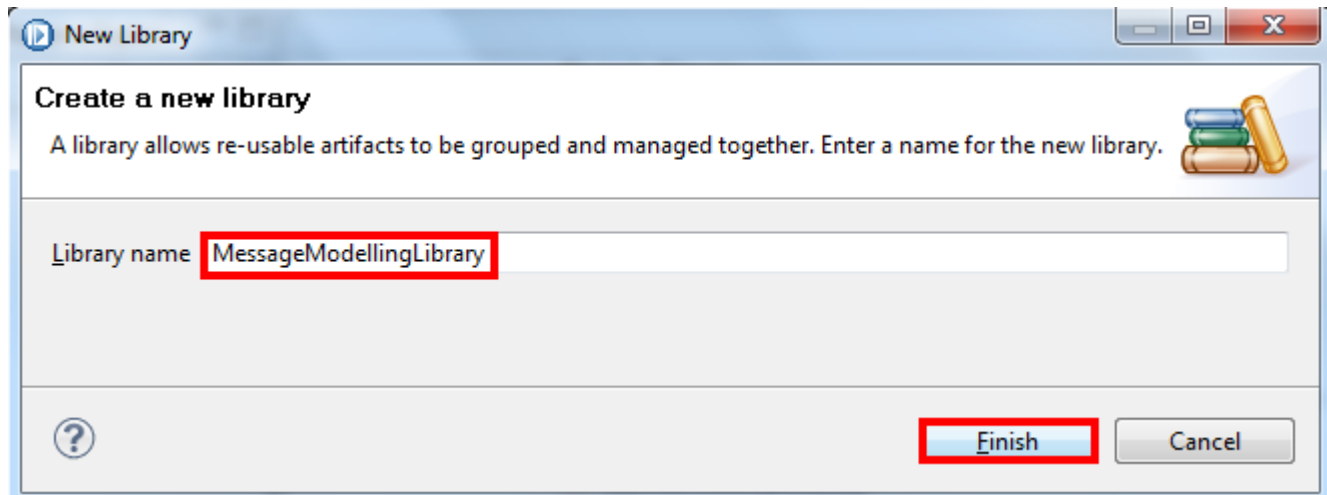 New Library
Create a new library
A library allows re-usable artifacts to be grouped and managed together. Enter a name for the new library.
Library name MessageModellingLibrary
Finish Cancel